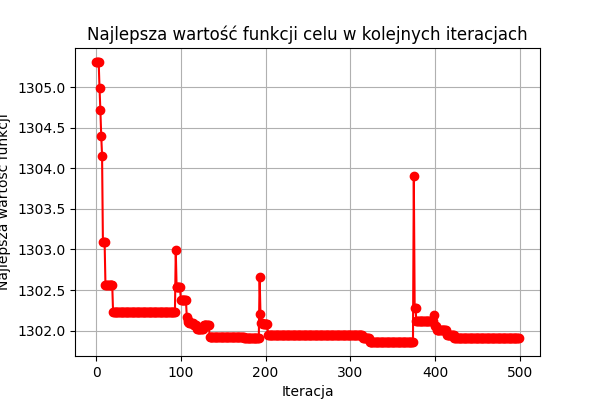 Najlepsza wartość funkcji celu w kolejnych iteracjach
Najlepsza wartość funkcji
1305.0
1304.5
1304.0
1303.5
1303.0
1302.5
1302.0
0 100 200 300 400 500
Iteracja